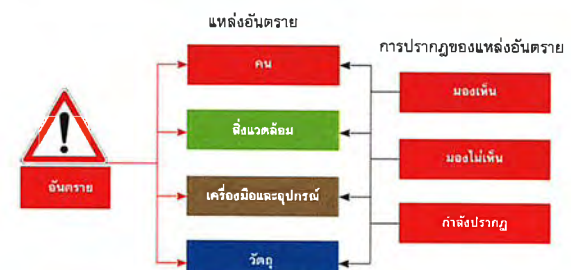 แหล่งอันตราย
การปรากฎของแหล่งอันตราย
คน
มองเห็น
สิ่งแวดล้อม
มองไม่เห็น
อันตราย
เครื่องมือและอุปกรณ์
กำลังปรากฎ
วัตถุ